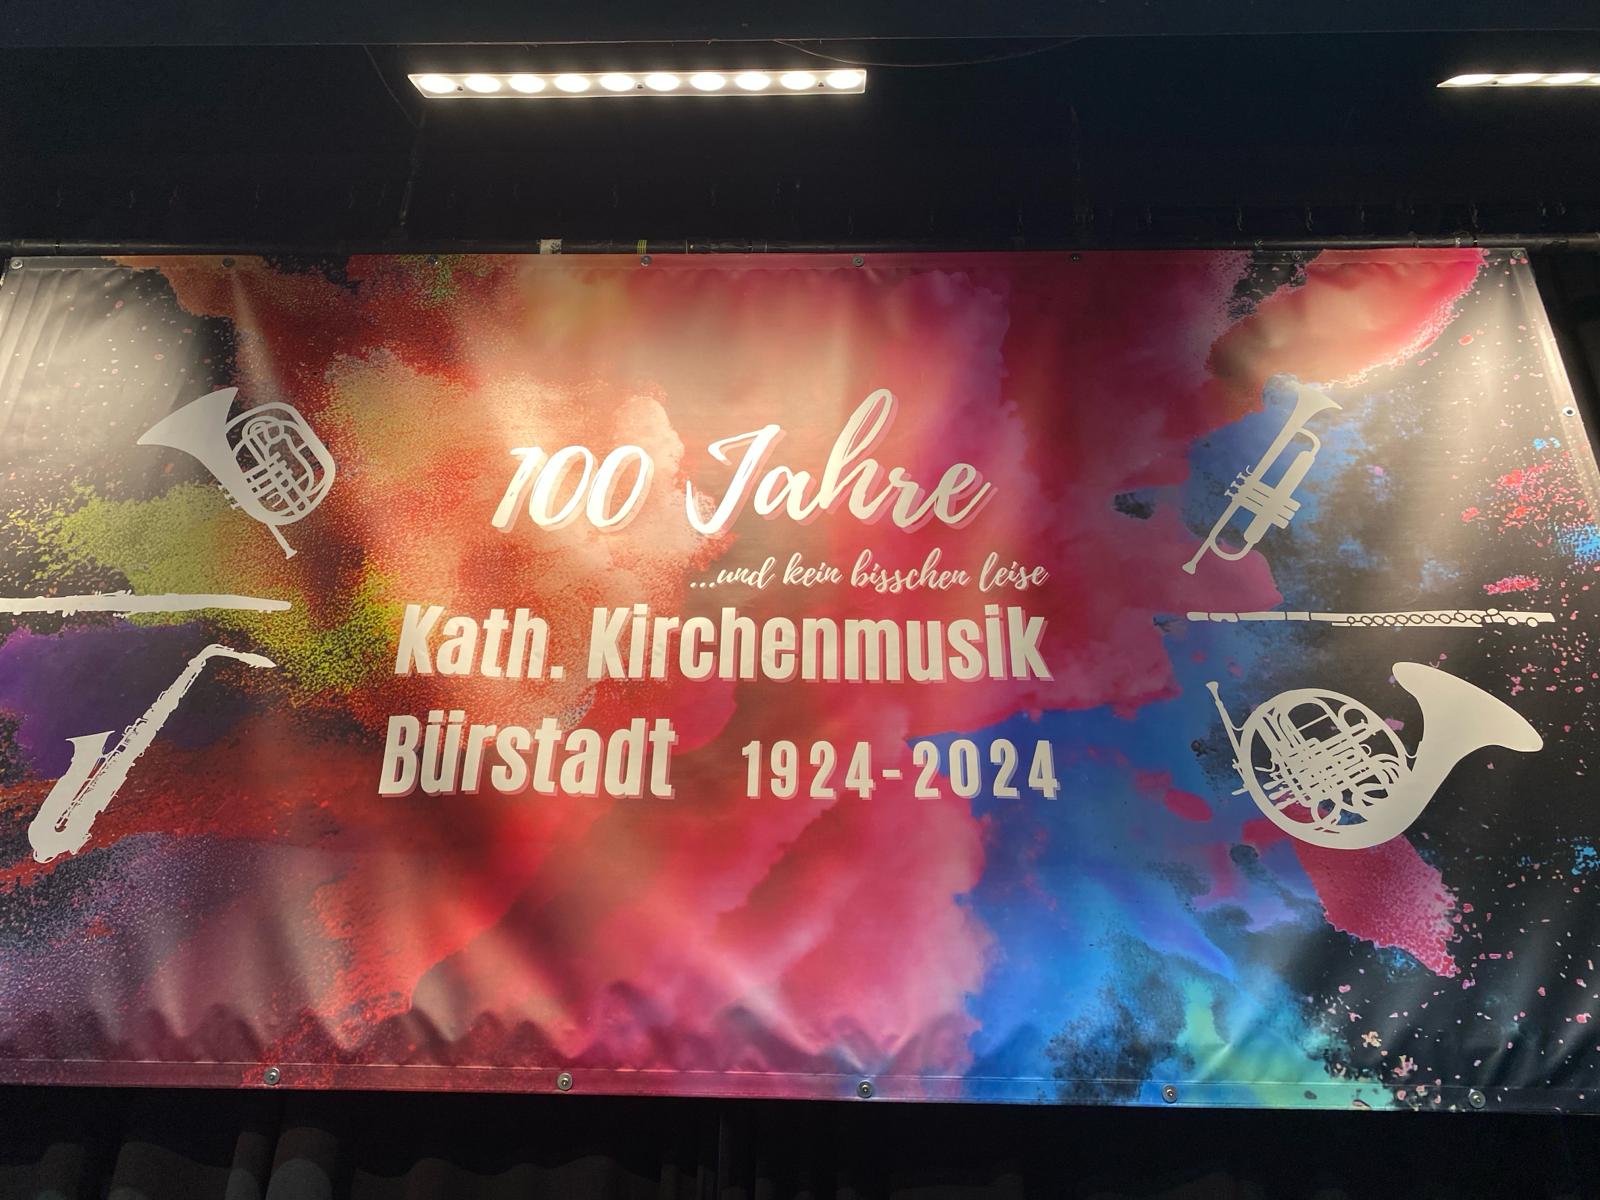 100 Jahre
...und kein bisschen leise
Kath. Kirchenmusik
Bürstadt 1924-2024